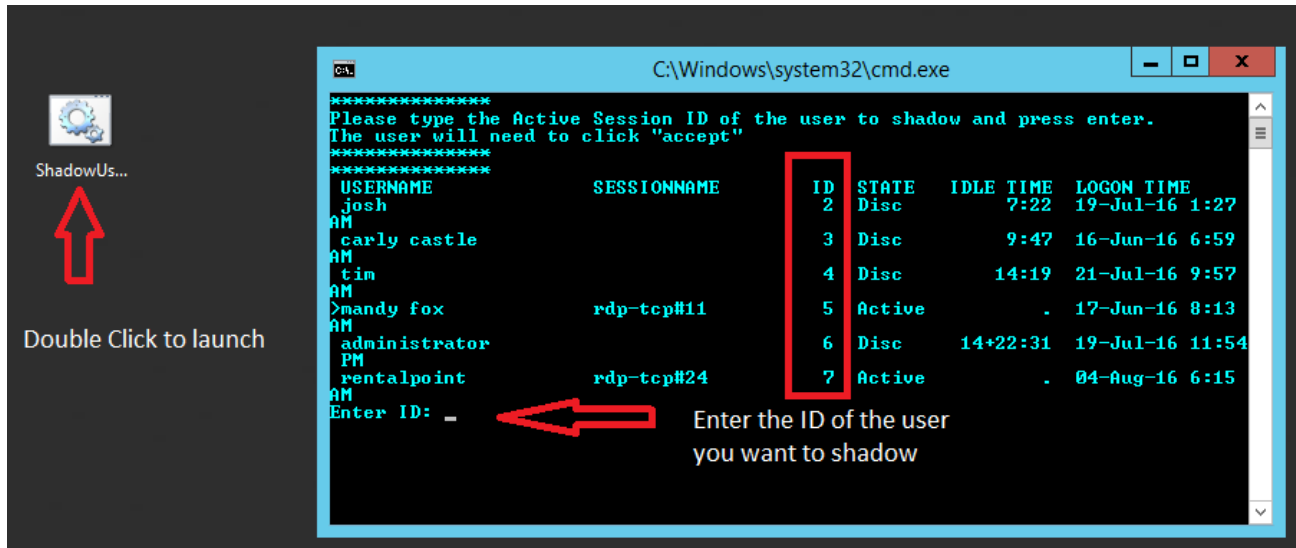 C:\Windows\system32\cmd.exe
**************
Please type the Active Session ID of the user to shadow and press enter.
The user will need to click "accept"
**************
**************
USERNAME SESSIONNAME ID STATE IDLE TIME LOGON TIME
josh 2 Disc 7:22 19-Jul-16 1:27
AM
carly castle 3 Disc 9:47 16-Jun-16 6:59
AM
tim 4 Disc 14:19 21-Jul-16 9:57
AM
>mandy fox rdp-tcp#11 5 Active . 17-Jun-16 8:13
AM
administrator 6 Disc 14+22:31 19-Jul-16 11:54
PM
rentalpoint rdp-tcp#24 7 Active . 04-Aug-16 6:15
AM
Enter ID: _
ShadowUs...
Double Click to launch
Enter the ID of the user
you want to shadow